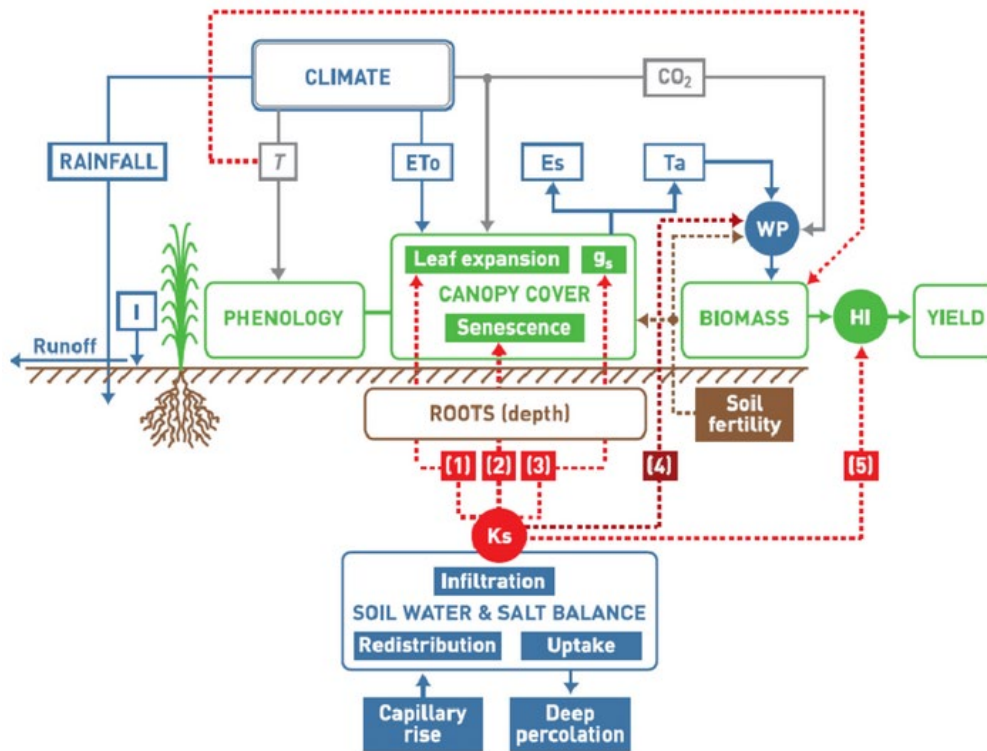 CLIMATE
CO₂
RAINFALL
T
ETo
Es
Ta
WP
Leaf expansion
gs
CANOPY COVER
Senescence
I
PHENOLOGY
BIOMASS
HI
YIELD
Runoff
ROOTS (depth)
Soil
fertility
(1)
(2)
(3)
(4)
(5)
Ks
Infiltration
SOIL WATER & SALT BALANCE
Redistribution
Uptake
Capillary
rise
Deep
percolation